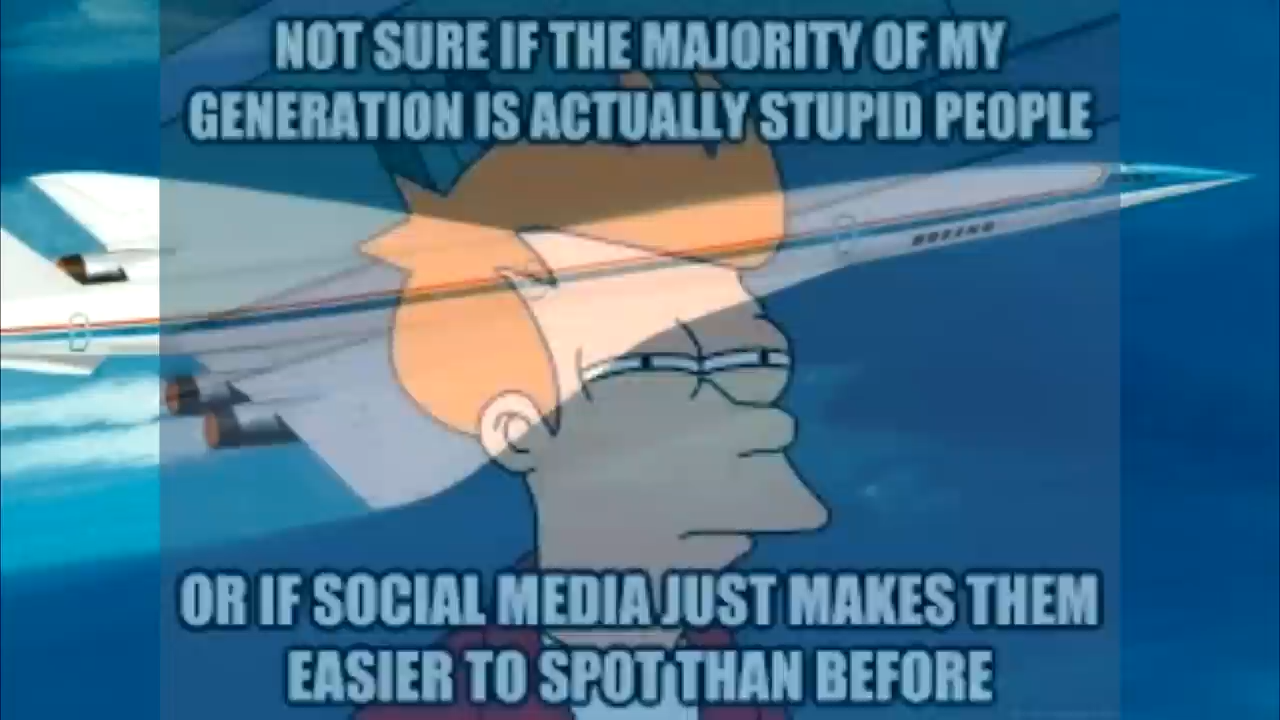 NOT SURE IF THE MAJORITY OF MY
GENERATION IS ACTUALLY STUPID PEOPLE
BOEING
OR IF SOCIAL MEDIA JUST MAKES THEM
EASIER TO SPOT THAN BEFORE